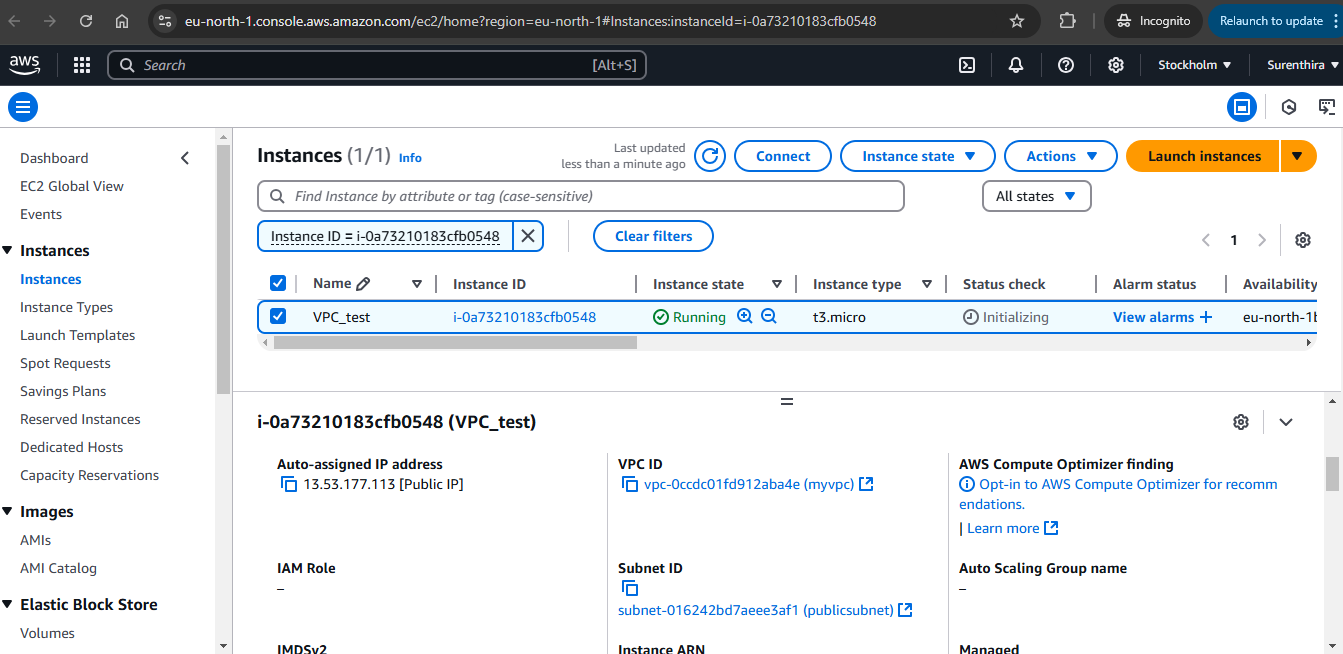 eu-north-1.console.aws.amazon.com/ec2/home?region=eu-north-1#Instances:instanceId=i-0a73210183cfb0548
Incognito
Relaunch to update
aws
Search
[Alt+S]
Stockholm
Surenthira
Dashboard
EC2 Global View
Events
Instances
Instances
Instance Types
Launch Templates
Spot Requests
Savings Plans
Reserved Instances
Dedicated Hosts
Capacity Reservations
Images
AMIs
AMI Catalog
Elastic Block Store
Volumes
Instances (1/1) Info
Last updated
less than a minute ago
Connect
Instance state
Actions
Launch instances
Find Instance by attribute or tag (case-sensitive)
All states
Instance ID = i-0a73210183cfb0548
Clear filters
1
Name Instance ID Instance state Instance type Status check Alarm status Availability
VPC_test i-0a73210183cfb0548 Running t3.micro Initializing View alarms + eu-north-1b
i-0a73210183cfb0548 (VPC_test)
Auto-assigned IP address
13.53.177.113 [Public IP]
VPC ID
vpc-0ccdc01fd912aba4e (myvpc)
AWS Compute Optimizer finding
Opt-in to AWS Compute Optimizer for recomm
endations.
| Learn more
IAM Role
–
Subnet ID
subnet-016242bd7aeee3af1 (publicsubnet)
Auto Scaling Group name
–
IMDSv2
Instance ARN
Managed